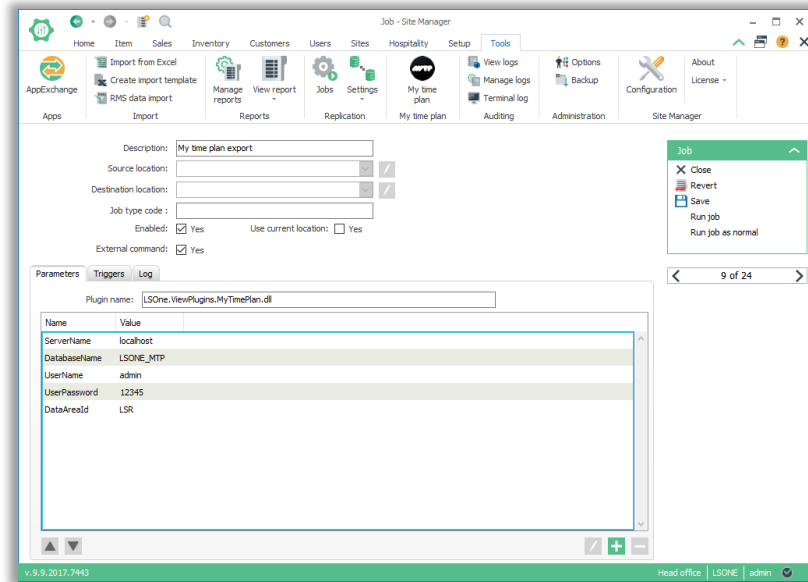 Job - Site Manager
Home Item Sales Inventory Customers Users Sites Hospitality Setup Tools
AppExchange
Import from Excel
Create import template
RMS data import
Manage reports
View report
Jobs
Settings
My time plan
View logs
Manage logs
Terminal log
Options
Backup
Configuration
About
License
Apps Import Reports Replication My time plan Auditing Administration Site Manager
Description: My time plan export
Source location:
Destination location:
Job type code :
Enabled: Yes Use current location: Yes
External command: Yes
Job
Close
Revert
Save
Run job
Run job as normal
9 of 24
Parameters Triggers Log
Plugin name: LSOne.ViewPlugins.MyTimePlan.dll
Name Value
ServerName localhost
DatabaseName LSONE_MTP
UserName admin
UserPassword 12345
DataAreaId LSR
v.9.9.2017.7443 Head office LSONE admin